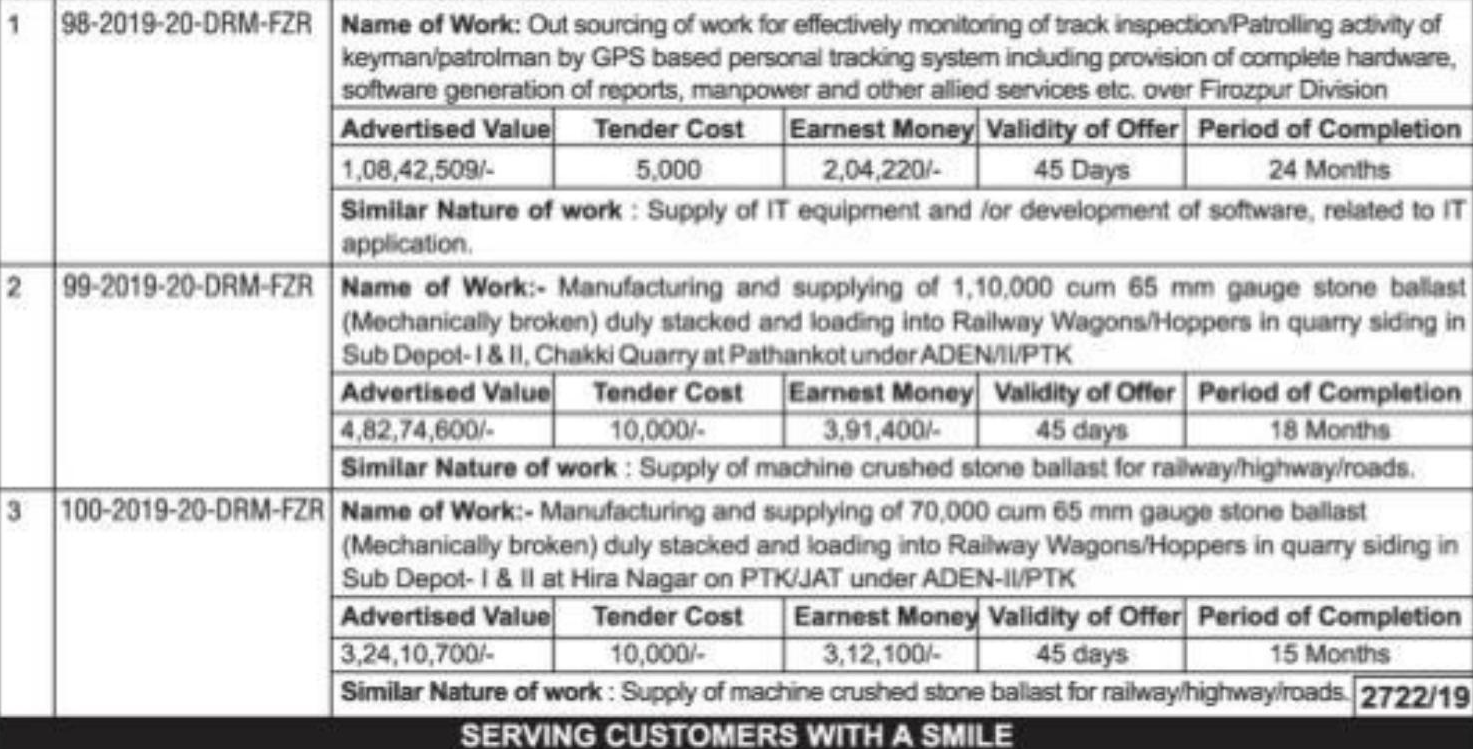 1 98-2019-20-DRM-FZR Name of Work: Out sourcing of work for effectively monitoring of track inspection/Patrolling activity of
keyman/patrolman by GPS based personal tracking system including provision of complete hardware,
software generation of reports, manpower and other allied services etc. over Firozpur Division
Advertised Value Tender Cost Earnest Money Validity of Offer Period of Completion
1,08,42,509/- 5,000 2,04,220/- 45 Days 24 Months
Similar Nature of work : Supply of IT equipment and /or development of software, related to IT
application.
2 99-2019-20-DRM-FZR Name of Work:- Manufacturing and supplying of 1,10,000 cum 65 mm gauge stone ballast
(Mechanically broken) duly stacked and loading into Railway Wagons/Hoppers in quarry siding in
Sub Depot- I & II, Chakki Quarry at Pathankot under ADEN/II/PTK
Advertised Value Tender Cost Earnest Money Validity of Offer Period of Completion
4,82,74,600/- 10,000/- 3,91,400/- 45 days 18 Months
Similar Nature of work : Supply of machine crushed stone ballast for railway/highway/roads.
3 100-2019-20-DRM-FZR Name of Work:- Manufacturing and supplying of 70,000 cum 65 mm gauge stone ballast
(Mechanically broken) duly stacked and loading into Railway Wagons/Hoppers in quarry siding in
Sub Depot- I & II at Hira Nagar on PTK/JAT under ADEN-II/PTK
Advertised Value Tender Cost Earnest Money Validity of Offer Period of Completion
3,24,10,700/- 10,000/- 3,12,100/- 45 days 15 Months
Similar Nature of work : Supply of machine crushed stone ballast for railway/highway/roads. 2722/19
SERVING CUSTOMERS WITH A SMILE